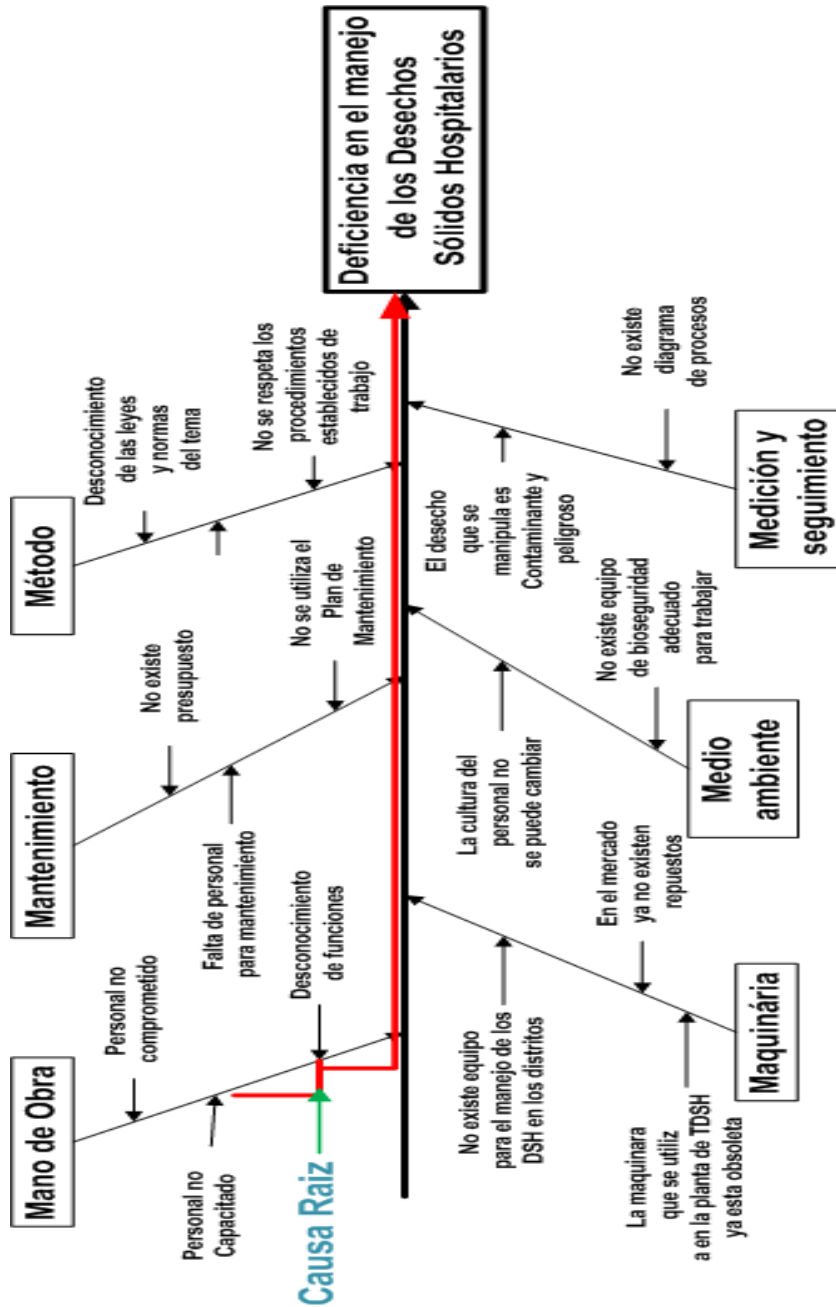 Mano de Obra
Personal no
comprometido
Personal no
Capacitado
Desconocimiento
de funciones
Causa Raiz
Mantenimiento
No existe
presupuesto
Falta de personal
para mantenimiento
No se utiliza el
Plan de
Mantenimiento
Método
Desconocimiento
de las leyes
y normas
del tema
No se respeta los
procedimientos
establecidos de
trabajo
Deficiencia en el manejo
de los Desechos
Sólidos Hospitalarios
No existe equipo
para el manejo de los
DSH en los distritos
En el mercado
ya no existen
repuestos
La maquinara
que se utiliz
a en la planta de TDSH
ya esta obsoleta
Maquinária
La cultura del
personal no
se puede cambiar
No existe equipo
de bioseguridad
adecuado
para trabajar
Medio
ambiente
El desecho
que se
manipula es
Contaminante y
peligroso
No existe
diagrama
de procesos
Medición y
seguimiento